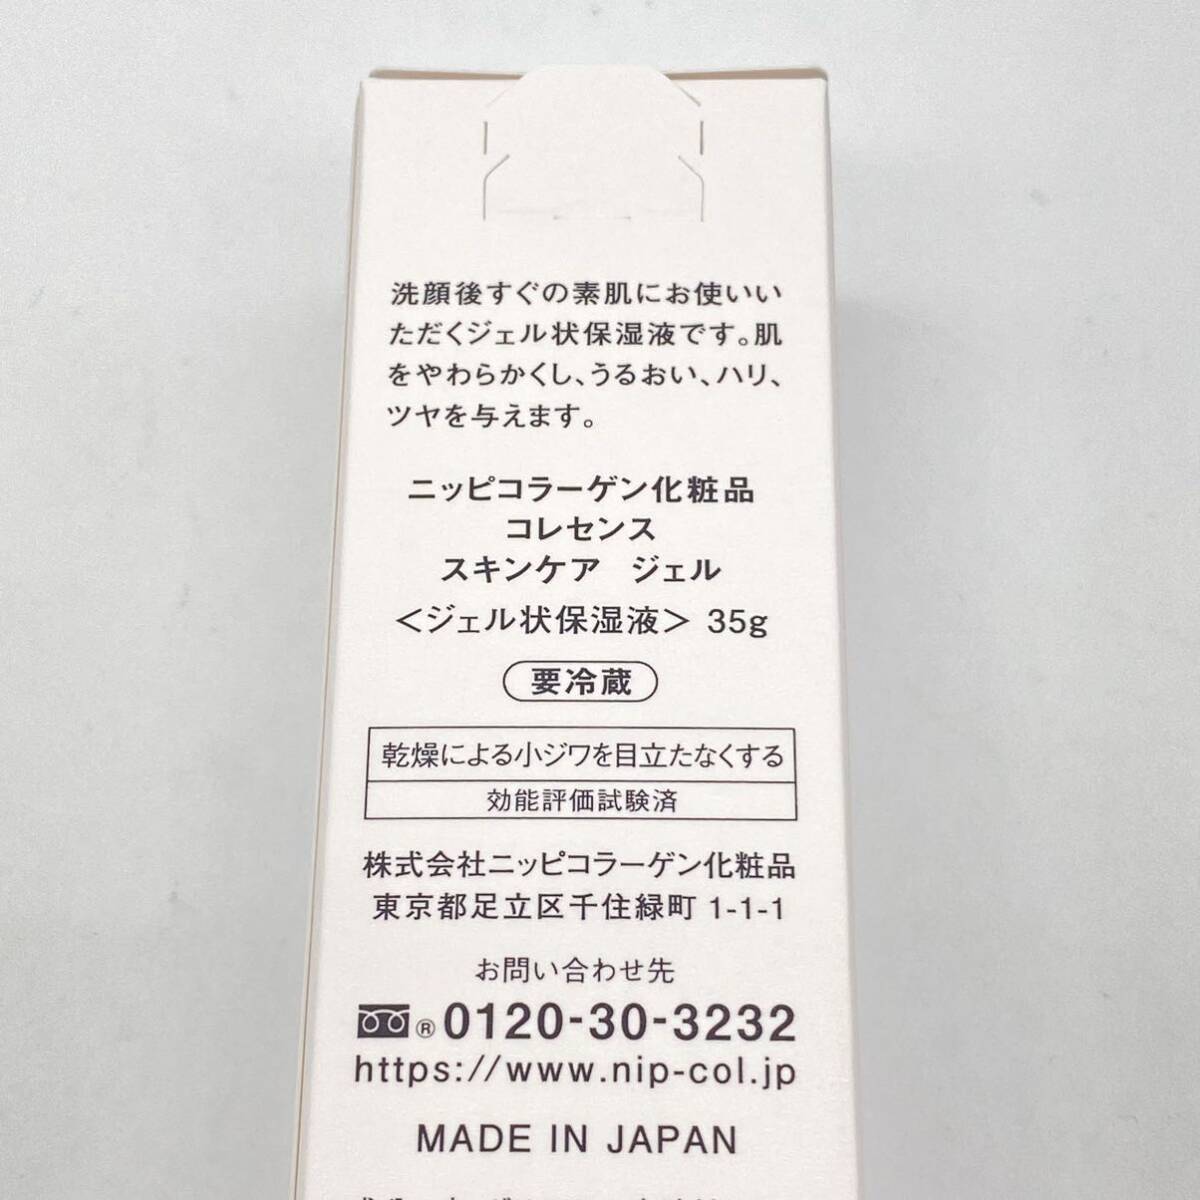 洗顔後すぐの素肌にお使いい
ただくジェル状保湿液です。肌
をやわらかくし、うるおい、ハリ、
ツヤを与えます。
ニッピコラーゲン化粧品
コレセンス
スキンケア ジェル
<ジェル状保湿液> 35g
要冷蔵
乾燥による小ジワを目立たなくする
効能評価試験済
株式会社ニッピコラーゲン化粧品
東京都足立区千住緑町 1-1-1
お問い合わせ先
®0120-30-3232
https://www.nip-col.jp
MADE IN JAPAN